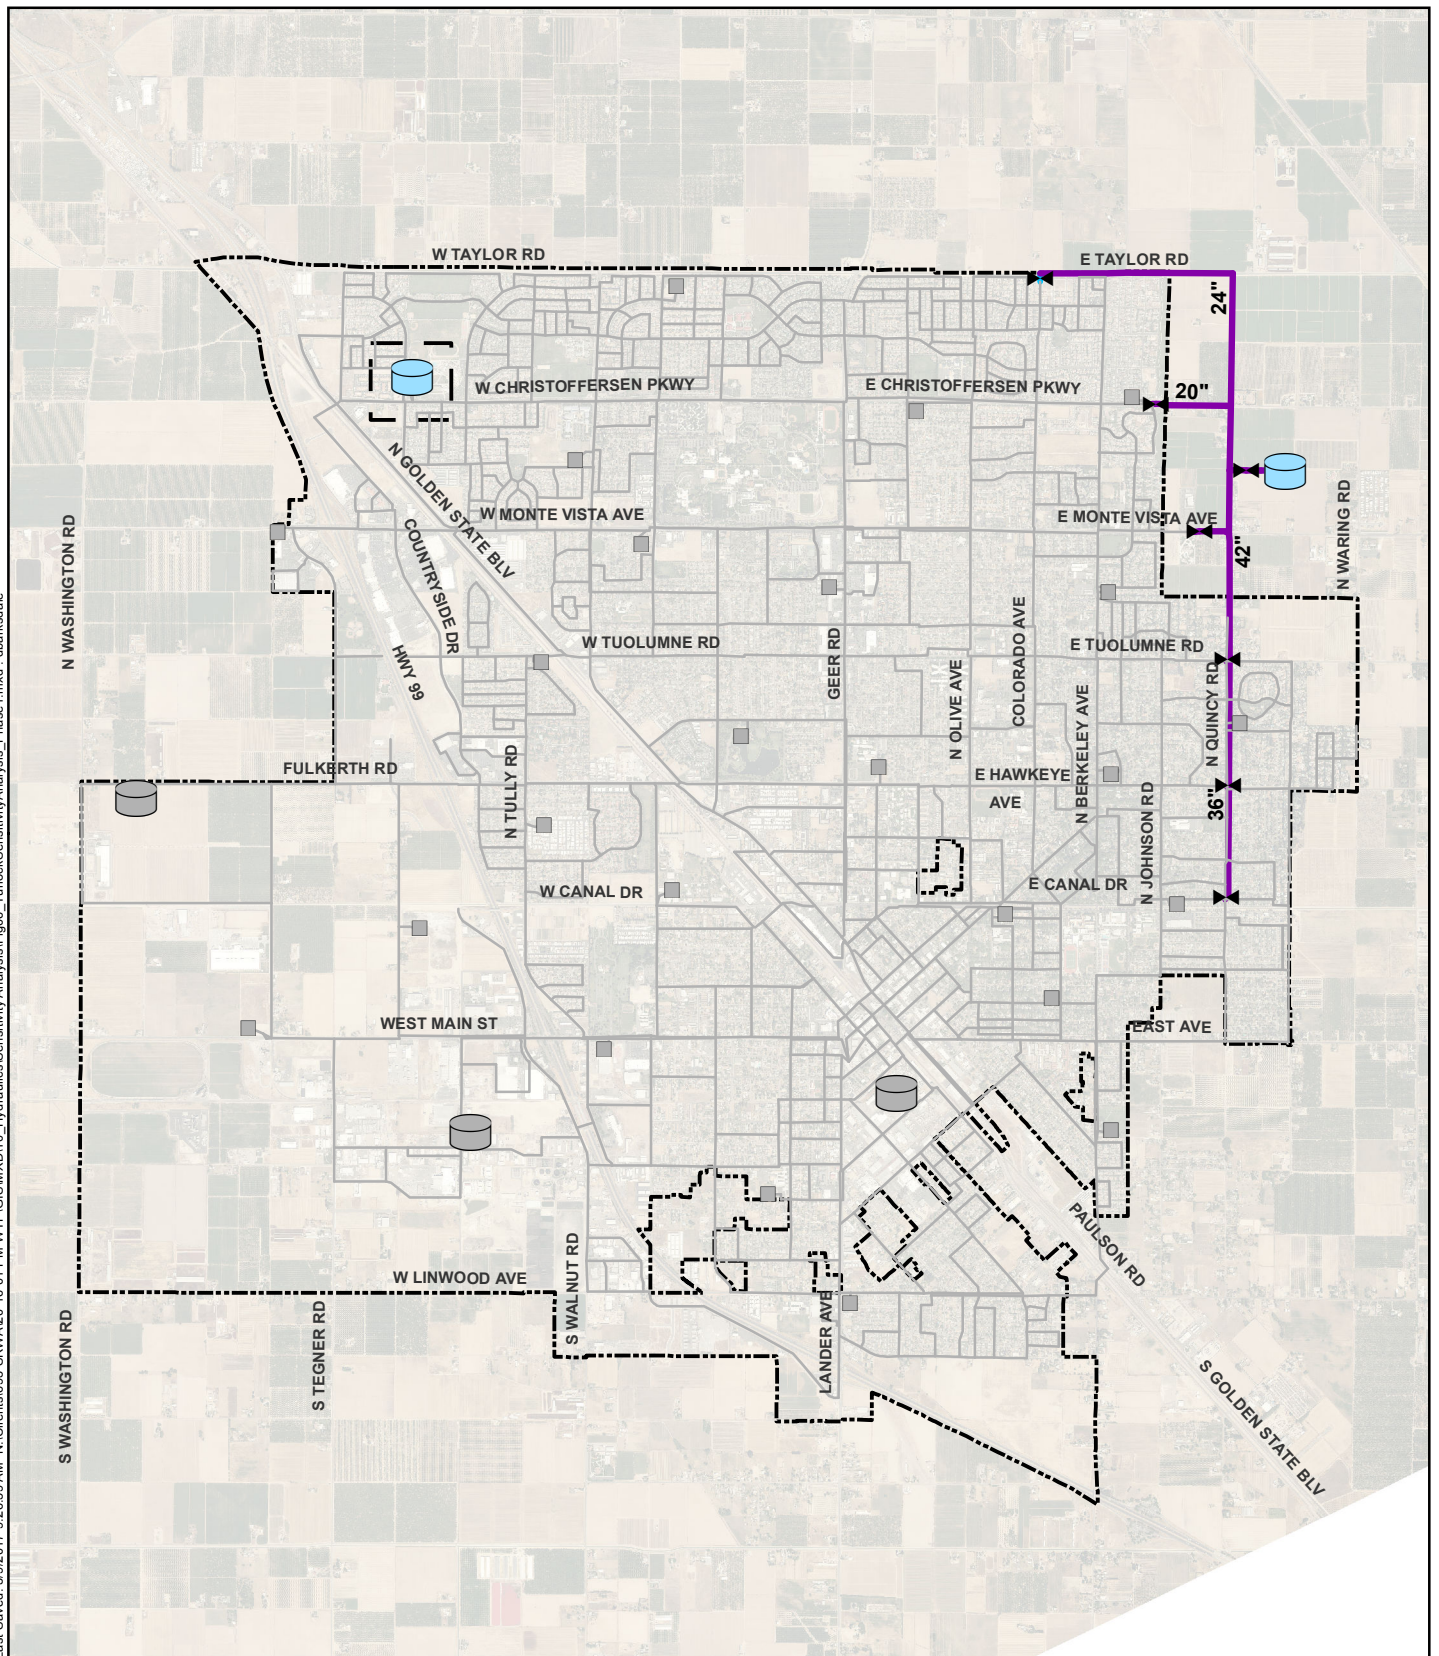 W TAYLOR RD
E TAYLOR RD
24"
W CHRISTOFFERSEN PKWY
E CHRISTOFFERSEN PKWY
20"
N GOLDEN STATE BLV
W MONTE VISTA AVE
E MONTE VISTA AVE
N WASHINGTON RD
COUNTRYSIDE DR
N WARING RD
42"
HWY 99
W TUOLUMNE RD
GEER RD
N OLIVE AVE
COLORADO AVE
E TUOLUMNE RD
N BERKELEY AVE
N QUINCY RD
FULKERTH RD
N TULLY RD
E HAWKEYE
AVE
N JOHNSON RD
36"
W CANAL DR
E CANAL DR
WEST MAIN ST
EAST AVE
W LINWOOD AVE
S WALNUT RD
PAULSON RD
S WASHINGTON RD
S TEGNER RD
LANDER AVE
S GOLDEN STATE BLV